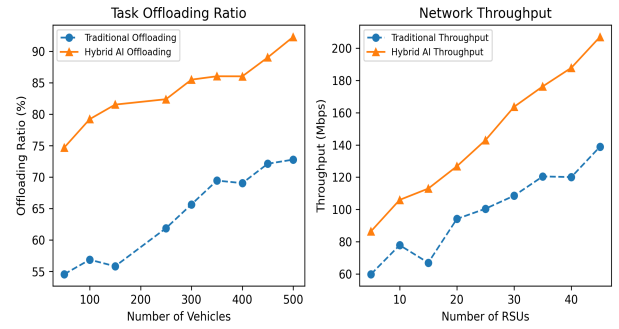 Task Offloading Ratio
Traditional Offloading
Hybrid AI Offloading
Offloading Ratio (%)
90
85
80
75
70
65
60
55
100 200 300 400 500
Number of Vehicles
Network Throughput
Traditional Throughput
Hybrid AI Throughput
Throughput (Mbps)
200
180
160
140
120
100
80
60
10 20 30 40
Number of RSUs